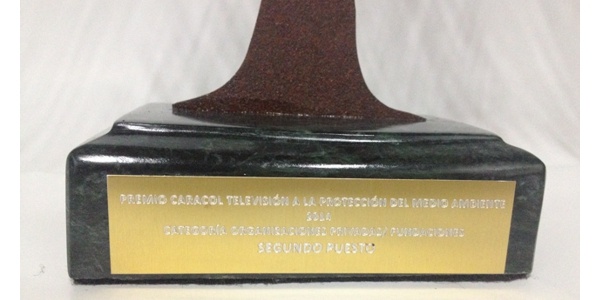 PREMIO CARACOL TELEVISIÓN A LA PROTECCIÓN DEL MEDIO AMBIENTE
2014
CATEGORÍA ORGANIZACIONES PRIVADAS/ FUNDACIONES
SEGUNDO PUESTO